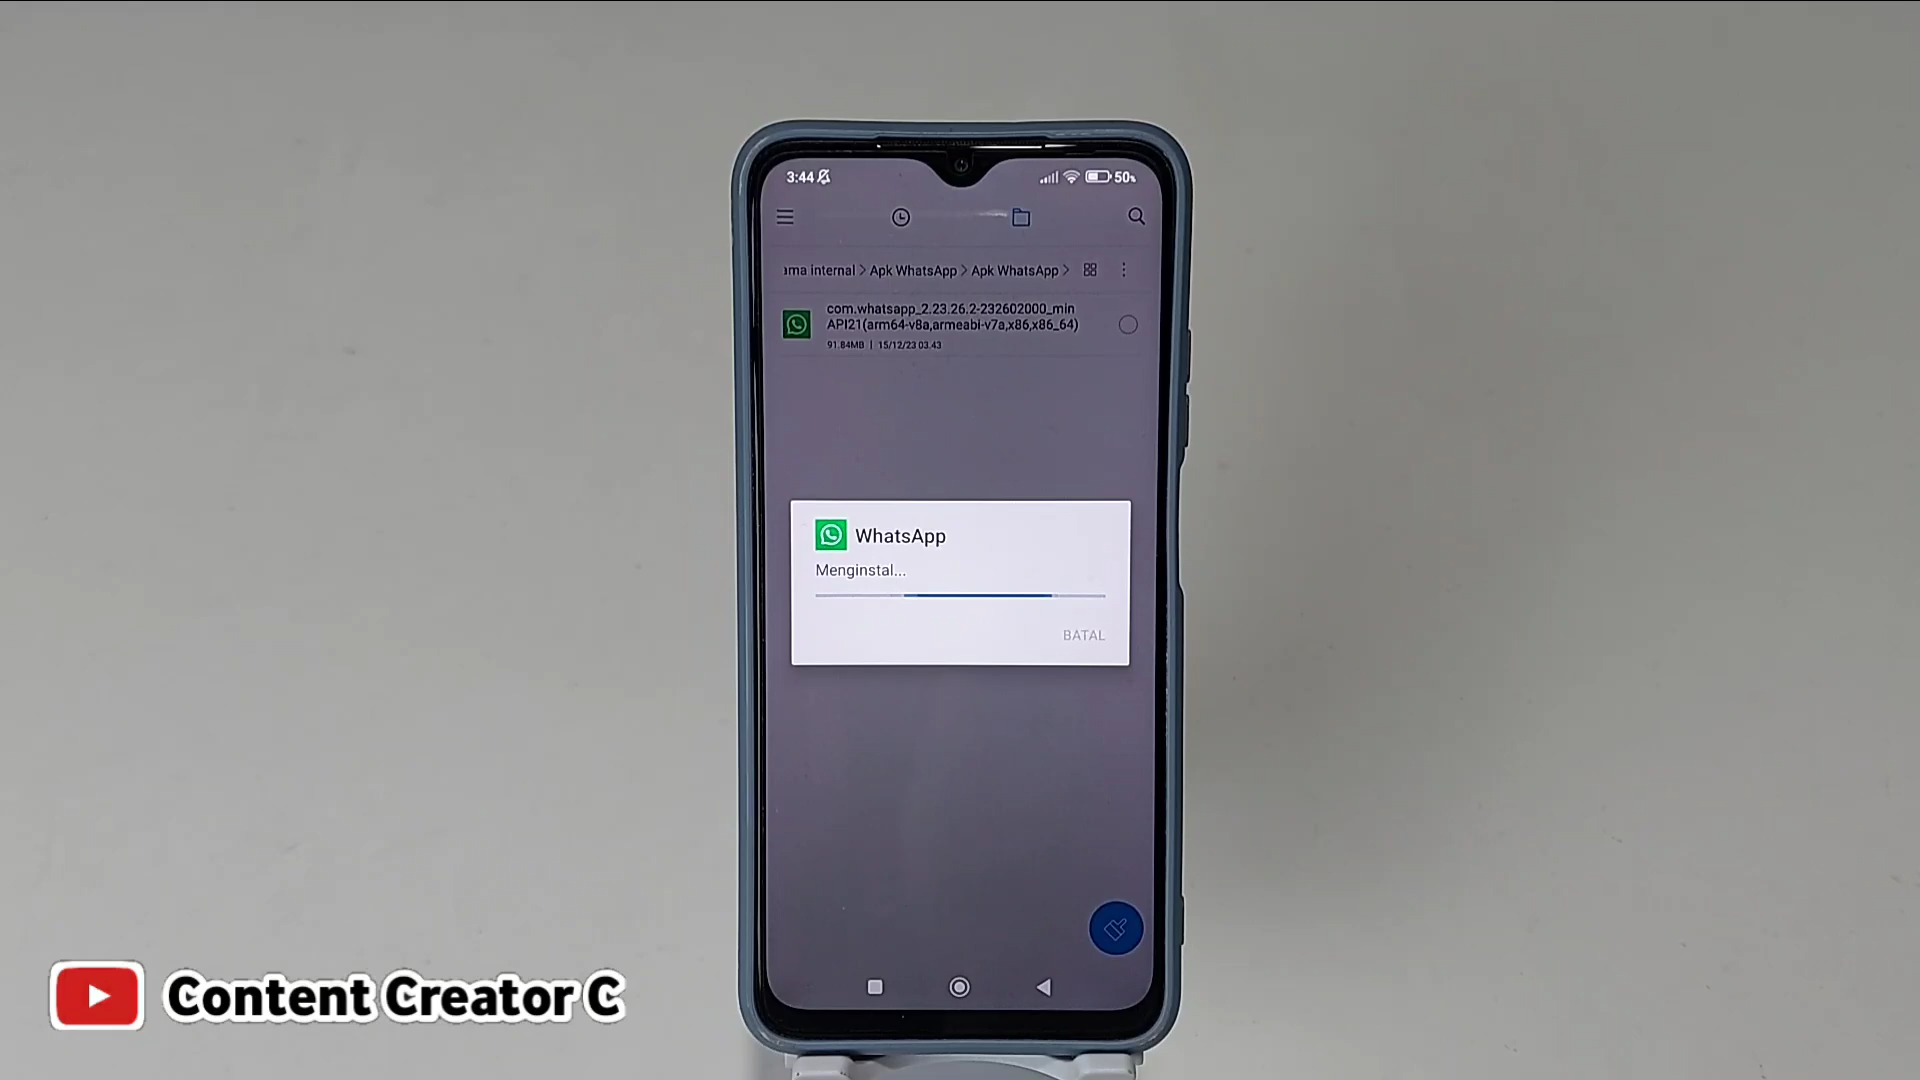 3:44
50%
ama internal > Apk WhatsApp > Apk WhatsApp >
com.whatsapp_2.23.26.2-232602000_min
API21(arm64-v8a,armeabi-v7a,x86,x86_64)
91.84MB | 15/12/23 03.43
WhatsApp
Menginstal...
BATAL
Content Creator C